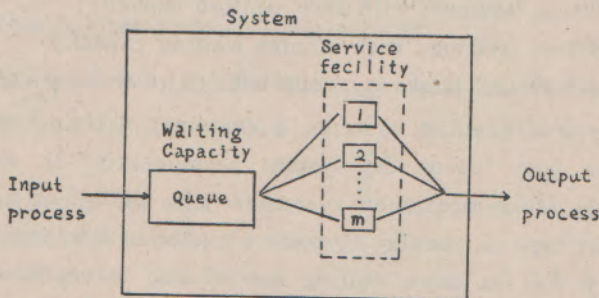 System
Service
fecility
1
Waiting
Capacity
2
Input
process
Queue
Output
process
m